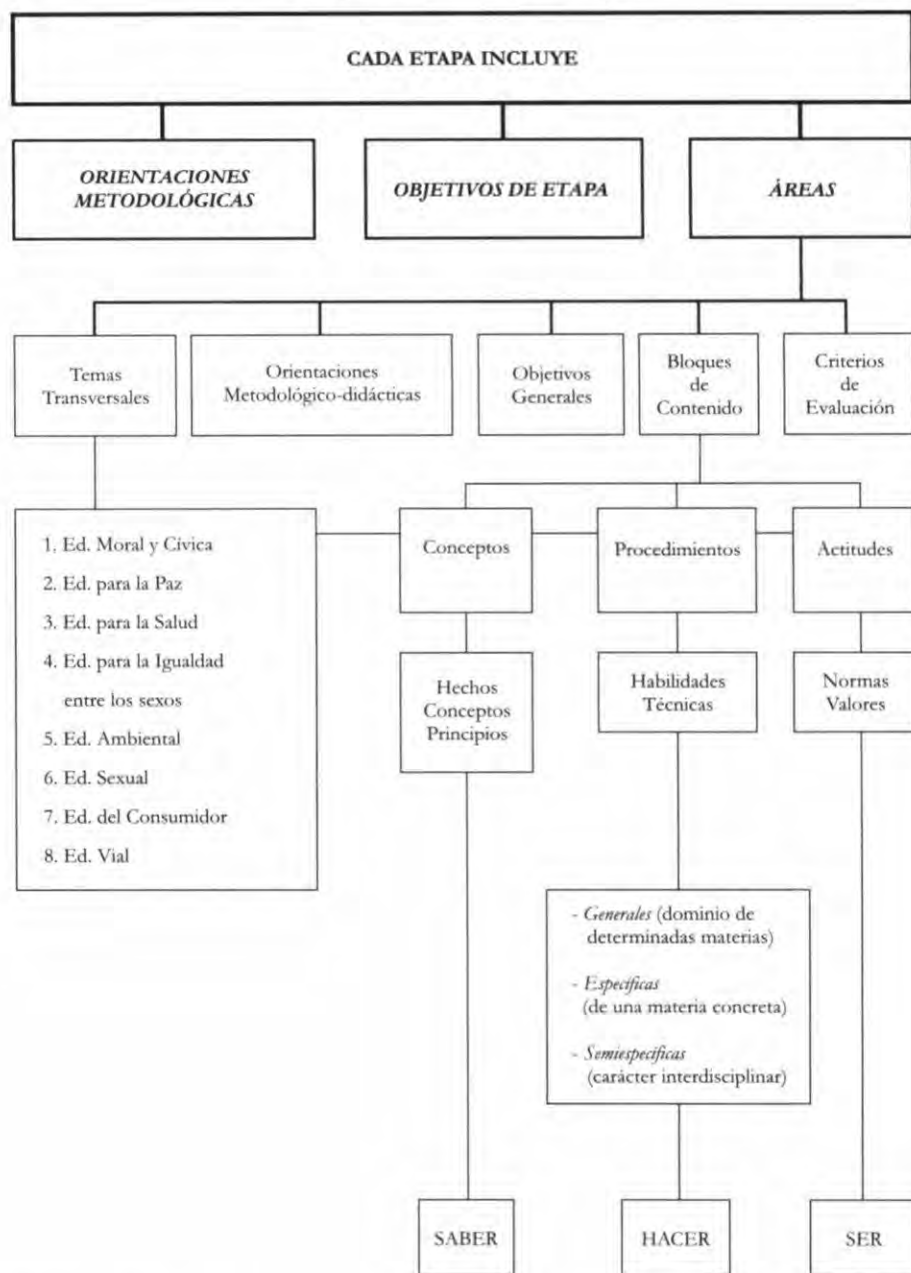 CADA ETAPA INCLUYE
ORIENTACIONES
METODOLÓGICAS
OBJETIVOS DE ETAPA
ÁREAS
Temas
Transversales
Orientaciones
Metodológico-didácticas
Objetivos
Generales
Bloques
de
Contenido
Criterios
de
Evaluación
1. Ed. Moral y Cívica
2. Ed. para la Paz
3. Ed. para la Salud
4. Ed. para la Igualdad
entre los sexos
5. Ed. Ambiental
6. Ed. Sexual
7. Ed. del Consumidor
8. Ed. Vial
Conceptos
Procedimientos
Actitudes
Hechos
Conceptos
Principios
Habilidades
Técnicas
Normas
Valores
- Generales (dominio de
determinadas materias)
- Específicas
(de una materia concreta)
- Semiespecíficas
(carácter interdisciplinar)
SABER
HACER
SER